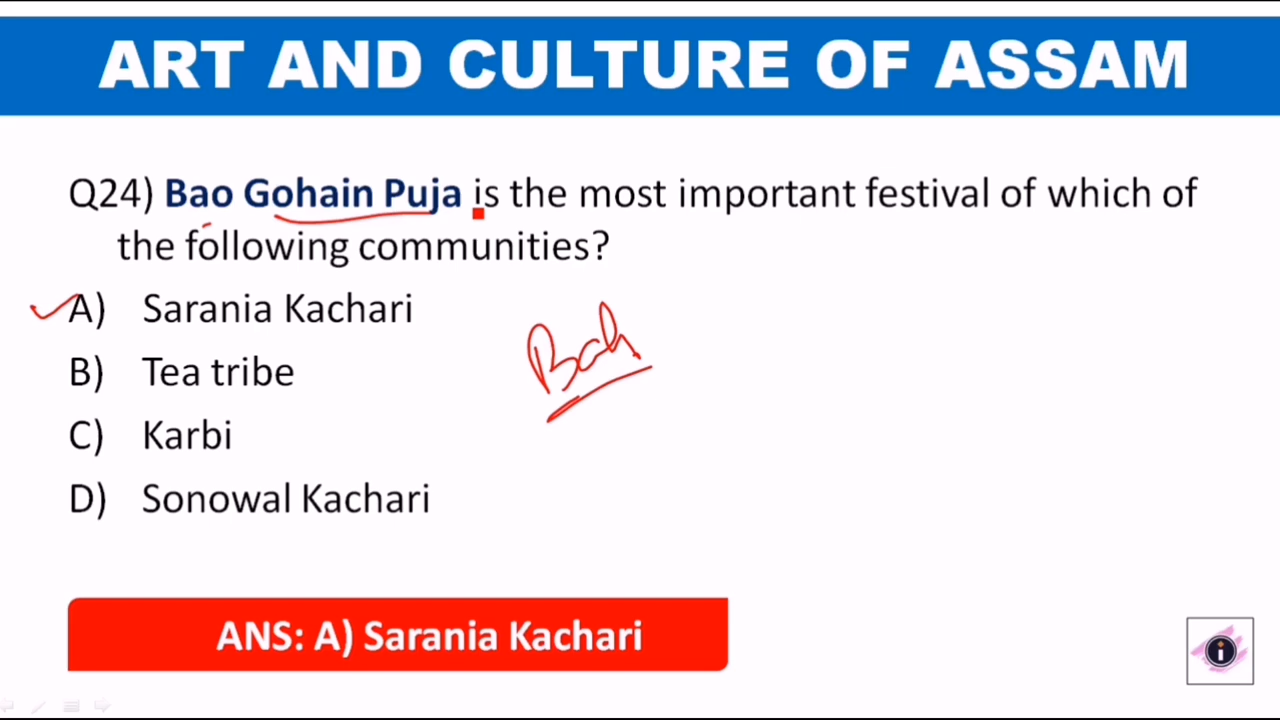 ART AND CULTURE OF ASSAM
Q24) Bao Gohain Puja is the most important festival of which of
the following communities?
A) Sarania Kachari
B) Tea tribe
C) Karbi
D) Sonowal Kachari
ANS: A) Sarania Kachari
i